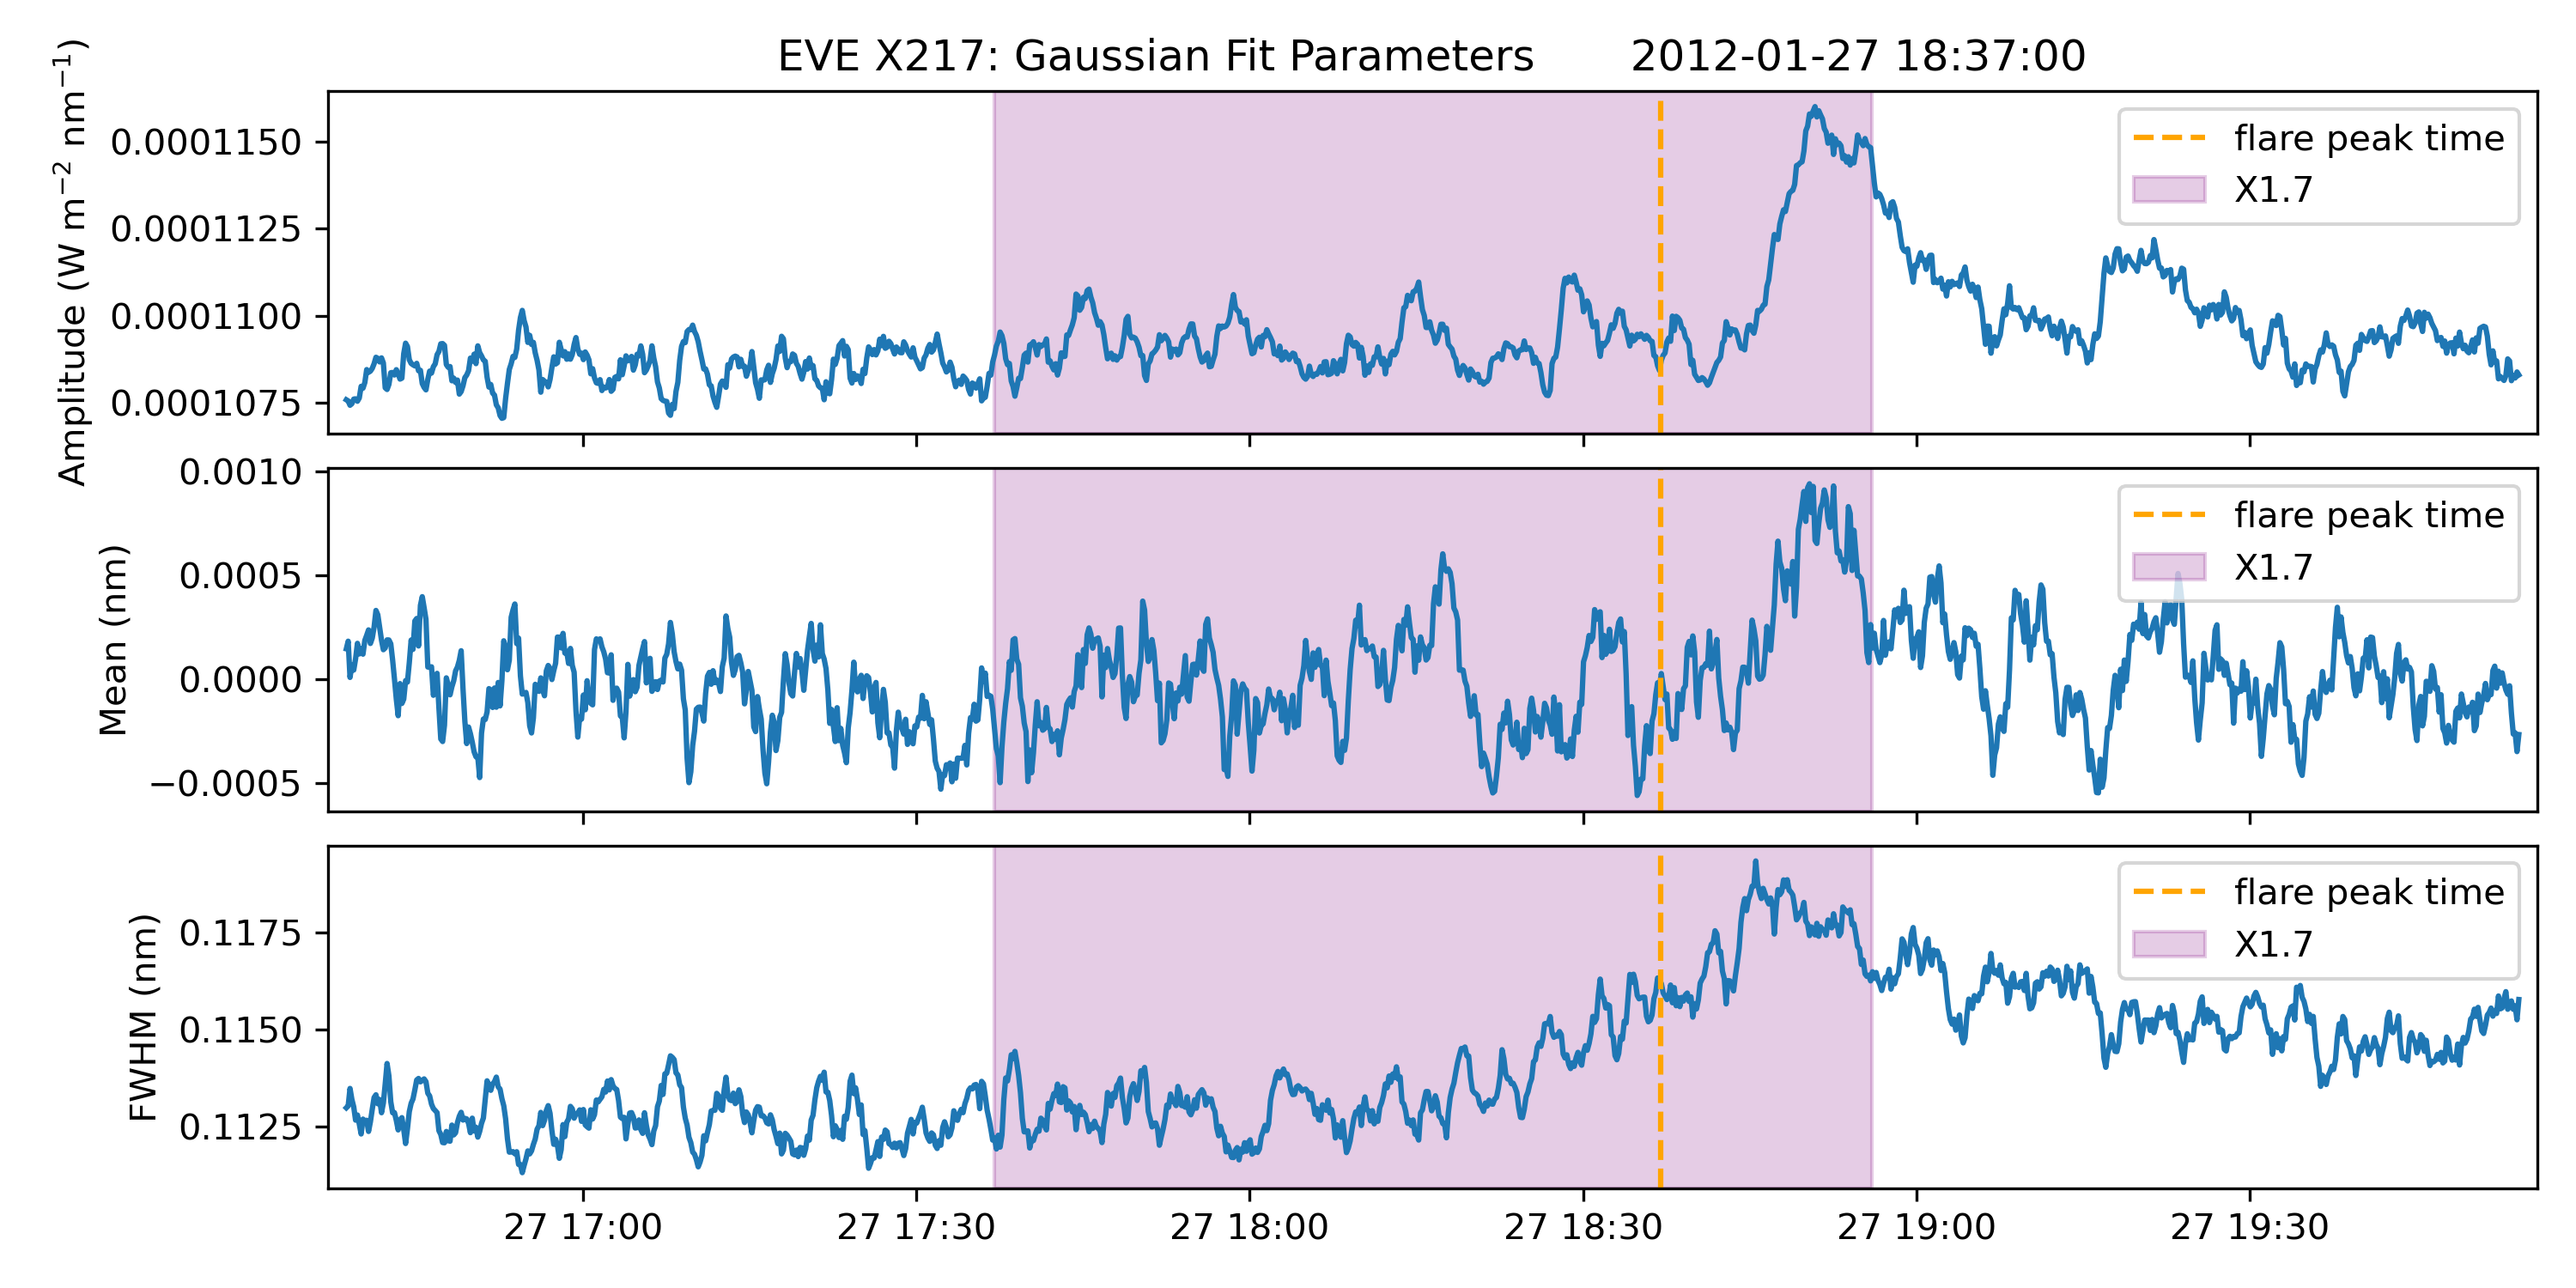 EVE X217: Gaussian Fit Parameters 2012-01-27 18:37:00
Amplitude (W m⁻² nm⁻¹)
0.0001150
0.0001125
0.0001100
0.0001075
flare peak time
X1.7
Mean (nm)
0.0010
0.0005
0.0000
−0.0005
flare peak time
X1.7
FWHM (nm)
0.1175
0.1150
0.1125
flare peak time
X1.7
27 17:00 27 17:30 27 18:00 27 18:30 27 19:00 27 19:30